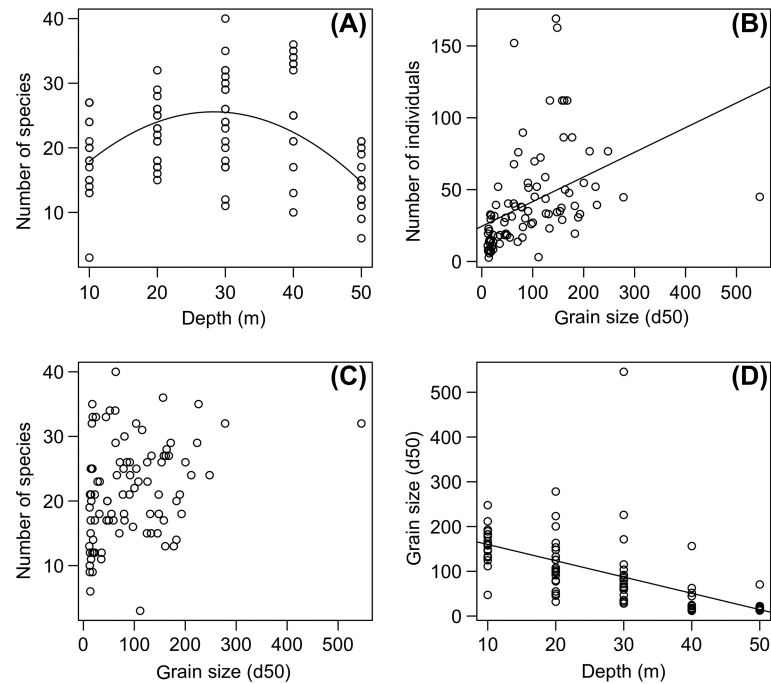 (A)
Number of species
40
30
20
10
10 20 30 40 50
Depth (m)
(B)
Number of individuals
150
100
50
0
0 100 200 300 400 500
Grain size (d50)
(C)
Number of species
40
30
20
10
0 100 200 300 400 500
Grain size (d50)
(D)
Grain size (d50)
500
400
300
200
100
0
10 20 30 40 50
Depth (m)